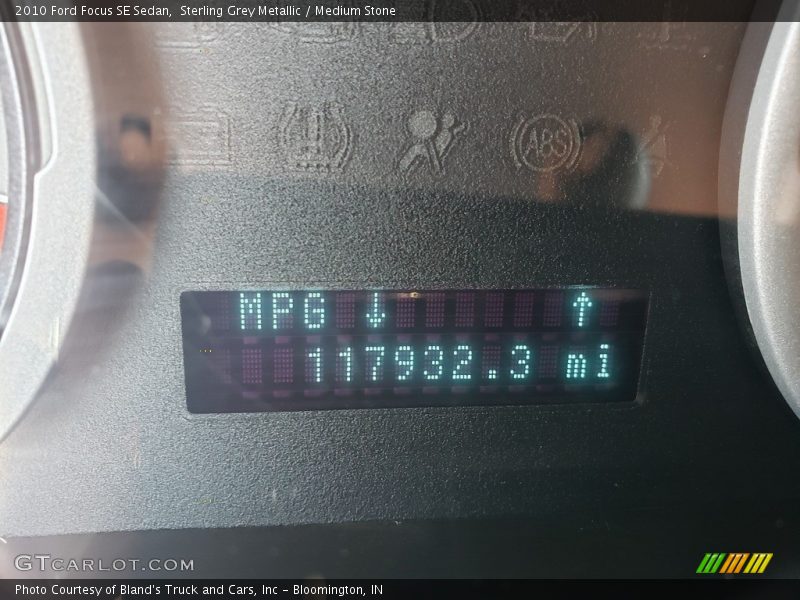 2010 Ford Focus SE Sedan,  Sterling Grey Metallic / Medium Stone
ABS
MPG ↓ ↑
117932.3 mi
GTCARLOT.COM
Photo Courtesy of Bland's Truck and Cars, Inc – Bloomington, IN